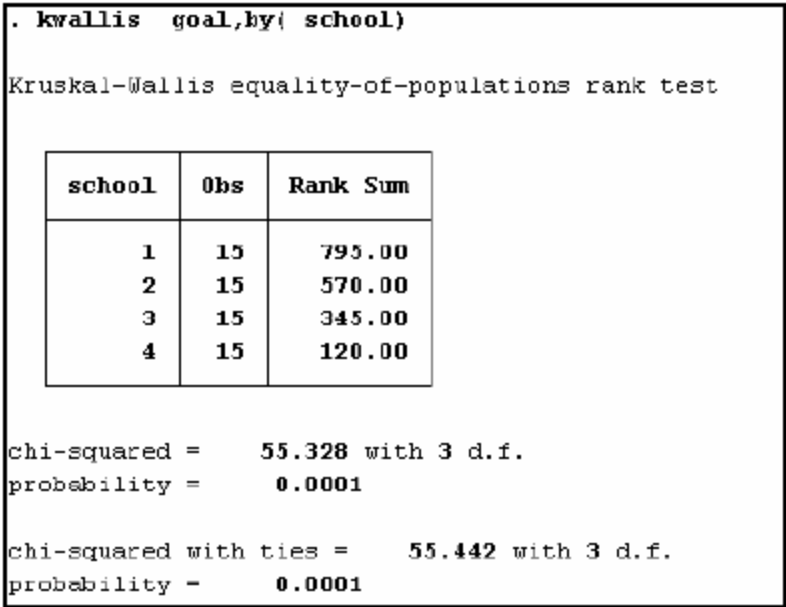 . kwallis goal,by( school)
Kruskal-Wallis equality-of-populations rank test
school Obs Rank Sum
1 15 795.00
2 15 570.00
3 15 345.00
4 15 120.00
chi-squared = 55.328 with 3 d.f.
probability = 0.0001
chi-squared with ties = 55.442 with 3 d.f.
probability = 0.0001